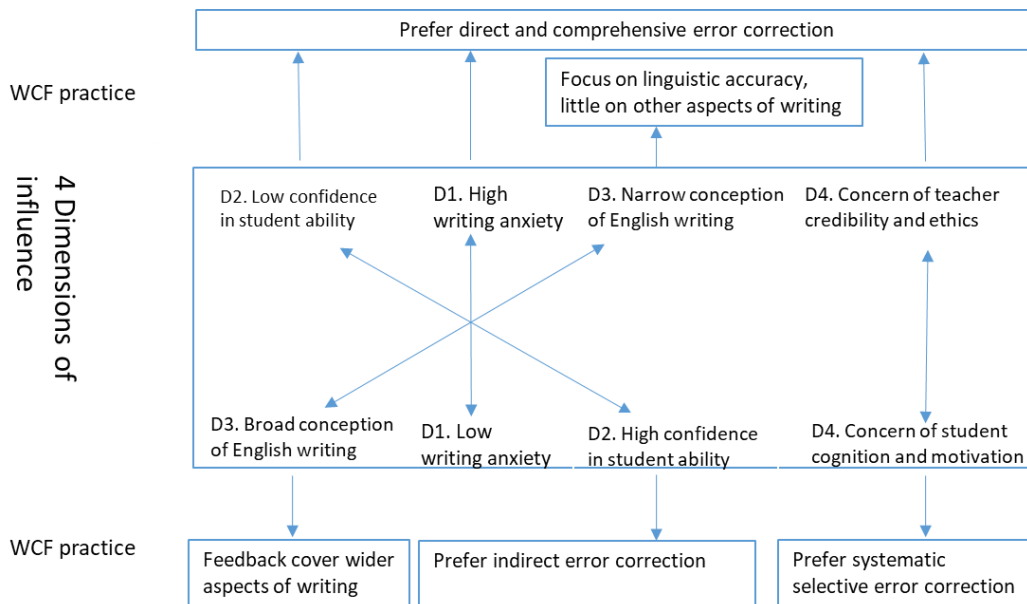 Prefer direct and comprehensive error correction
WCF practice
Focus on linguistic accuracy,
little on other aspects of writing
4 Dimensions of
influence
D2. Low confidence
in student ability
D1. High
writing anxiety
D3. Narrow conception
of English writing
D4. Concern of teacher
credibility and ethics
D3. Broad conception
of English writing
D1. Low
writing anxiety
D2. High confidence
in student ability
D4. Concern of student
cognition and motivation
WCF practice
Feedback cover wider
aspects of writing
Prefer indirect error correction
Prefer systematic
selective error correction